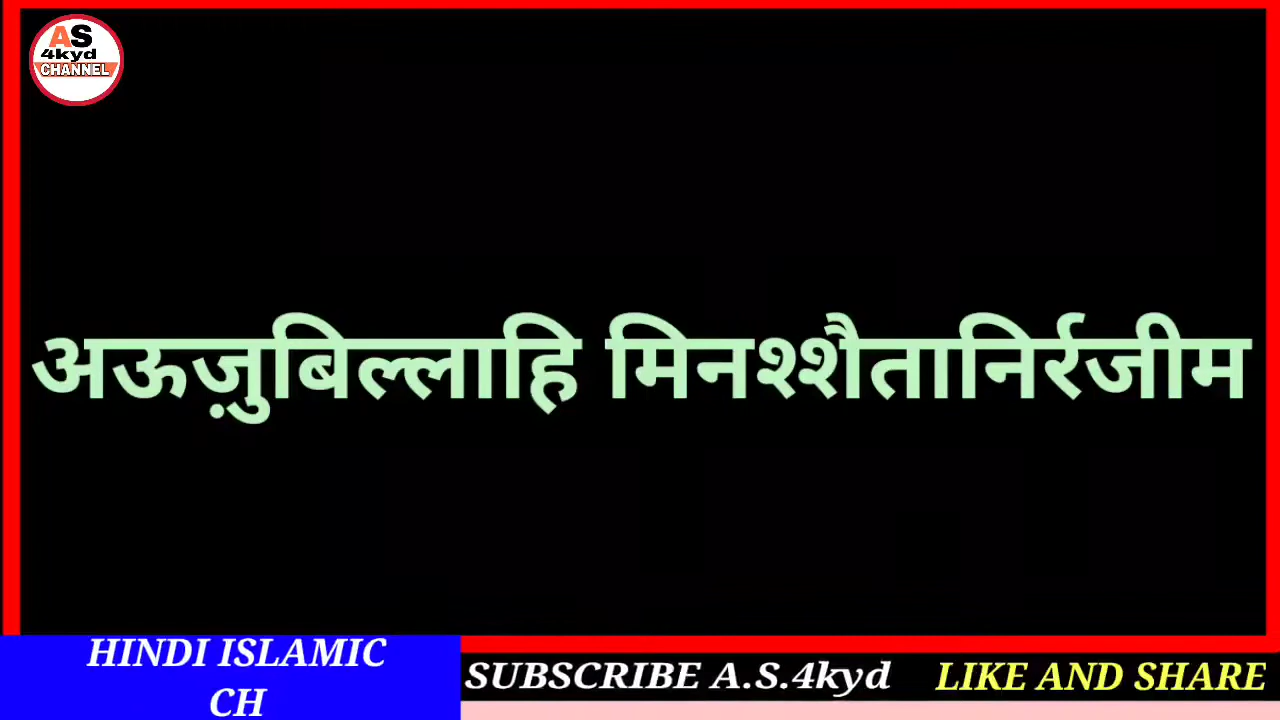 AS
4kyd
CHANNEL
अऊज़ुबिल्लाहि मिनश्शैतानिर्रजीम
HINDI ISLAMIC
CH
SUBSCRIBE A.S.4kyd
LIKE AND SHARE